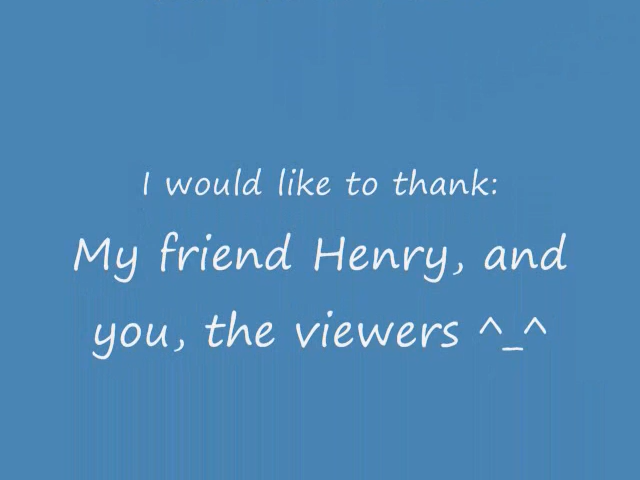 I would like to thank:
My friend Henry, and
you, the viewers ^_^